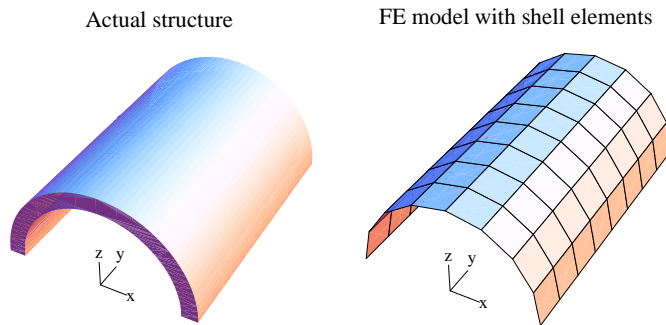 Actual structure
FE model with shell elements
z
y
x
z
y
x